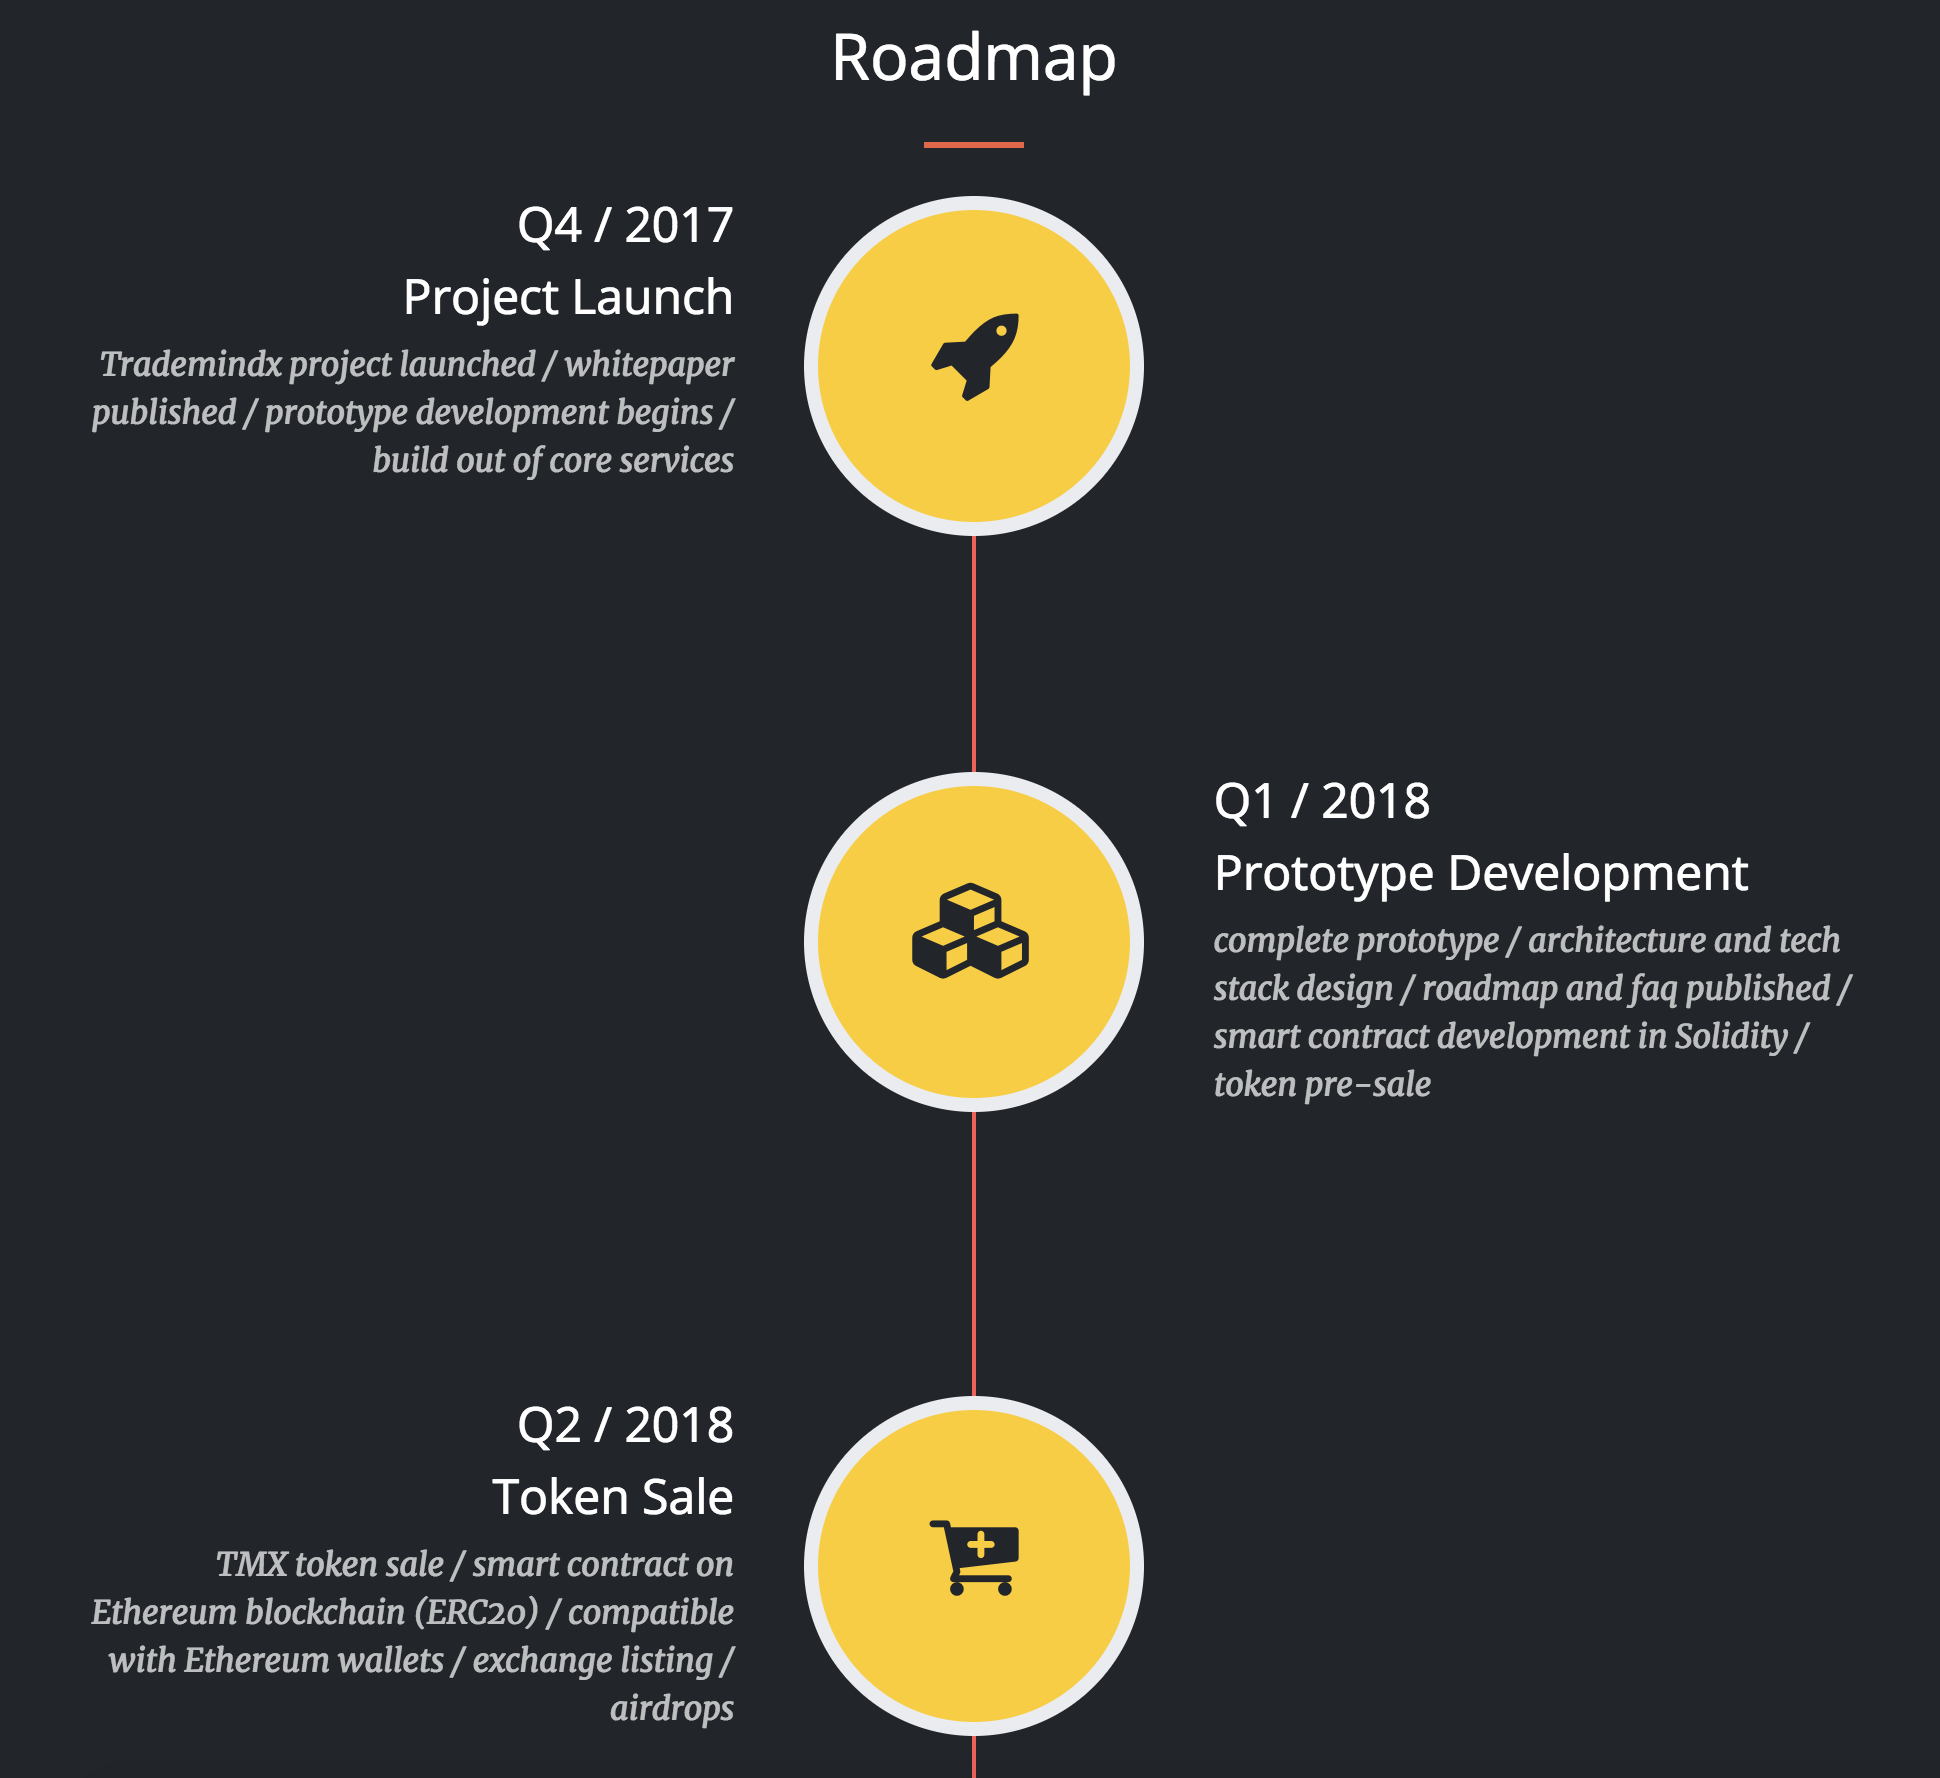 Roadmap
Q4 / 2017
Project Launch
Trademindx project launched / whitepaper
published / prototype development begins /
build out of core services
Q1 / 2018
Prototype Development
complete prototype / architecture and tech
stack design / roadmap and faq published /
smart contract development in Solidity /
token pre-sale
Q2 / 2018
Token Sale
TMX token sale / smart contract on
Ethereum blockchain (ERC20) / compatible
with Ethereum wallets / exchange listing /
airdrops